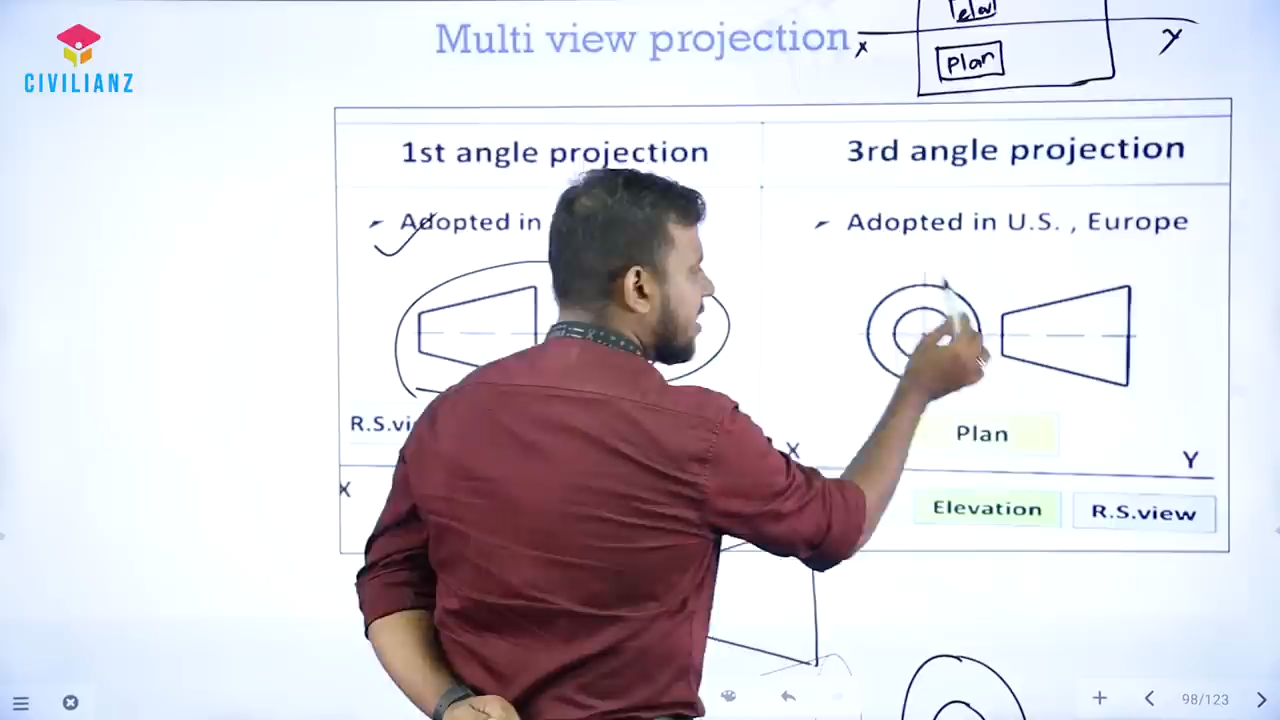 Elav
Multi view projection
x
y
Plan
CIVILIANZ
1st angle projection
3rd angle projection
Adopted in
Adopted in U.S. , Europe
R.S.vi
Plan
X
Y
X
Elevation
R.S.view
98/123